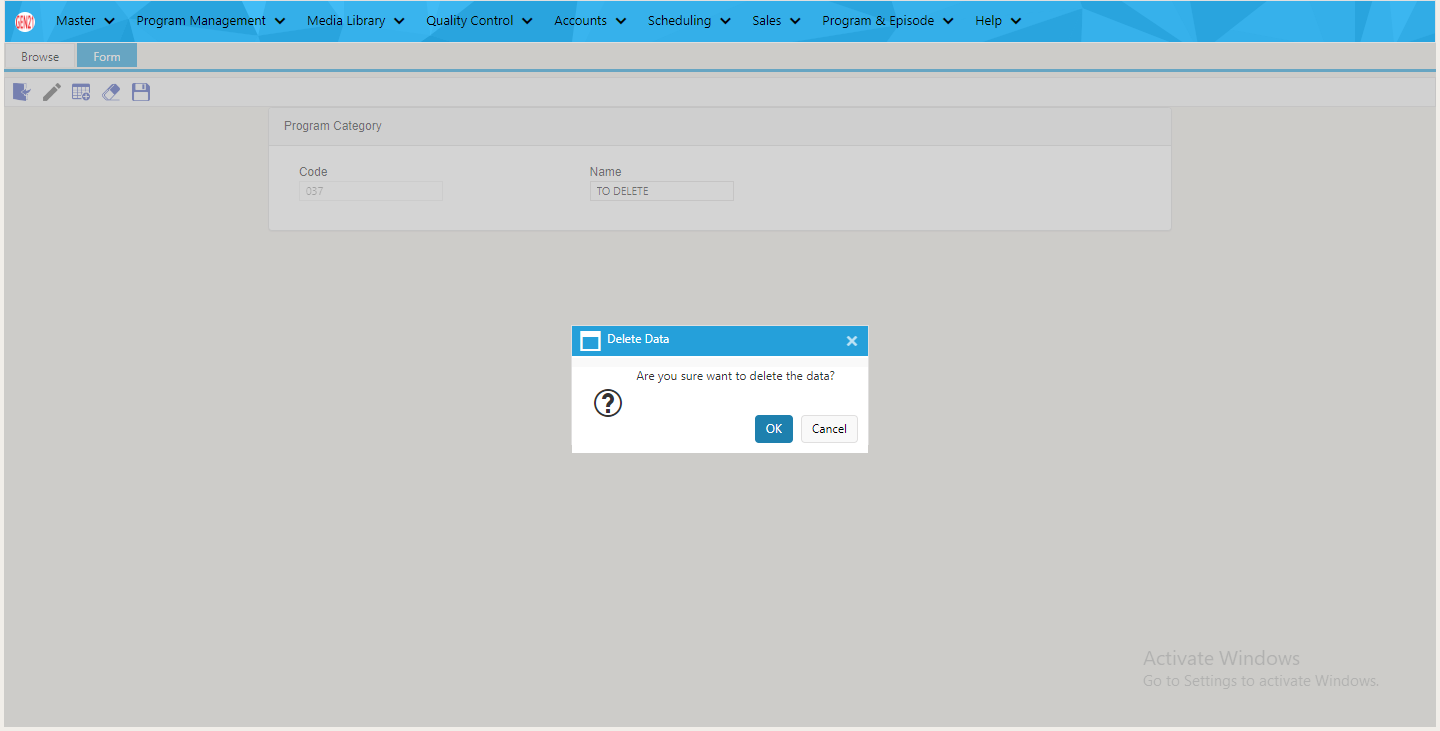 GEN21 Master Program Management Media Library Quality Control Accounts Scheduling Sales Program & Episode Help
Browse Form
Program Category
Code Name
037 TO DELETE
Delete Data
Are you sure want to delete the data?
OK Cancel
Activate Windows
Go to Settings to activate Windows.